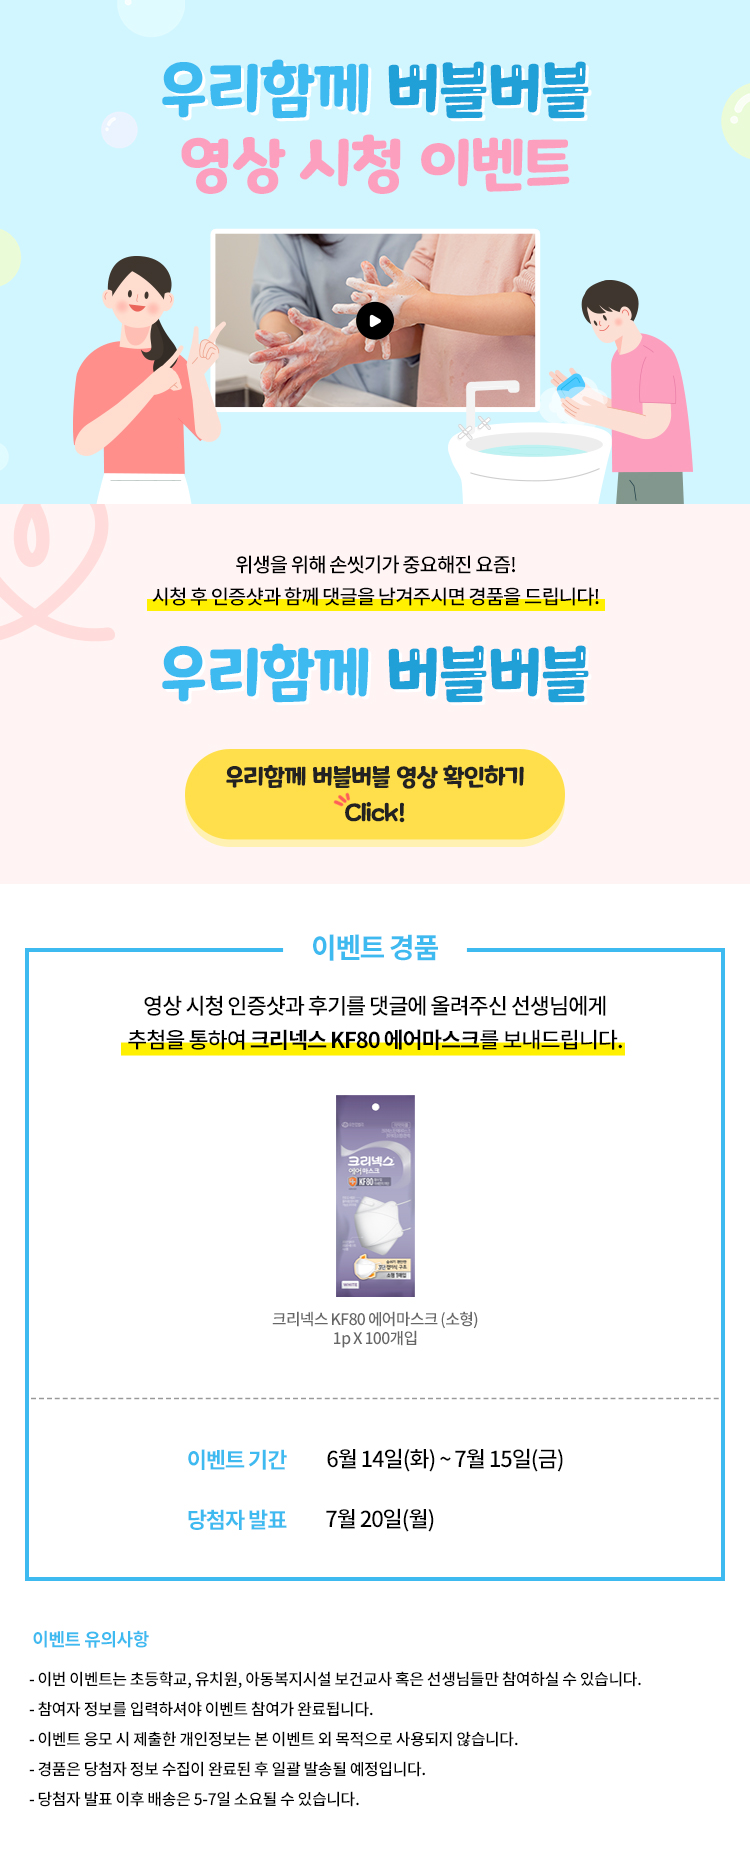 우리함께 버블버블
영상 시청 이벤트
위생을 위해 손씻기가 중요해진 요즘!
시청 후 인증샷과 함께 댓글을 남겨주시면 경품을 드립니다!
우리함께 버블버블
우리함께 버블버블 영상 확인하기
Click!
이벤트 경품
영상 시청 인증샷과 후기를 댓글에 올려주신 선생님에게
추첨을 통하여 크리넥스 KF80 에어마스크를 보내드립니다.
크리넥스
에어마스크
KF80
소형 1매입
WHITE
크리넥스 KF80 에어마스크 (소형)
1p X 100개입
이벤트 기간 6월 14일(화) ~ 7월 15일(금)
당첨자 발표 7월 20일(월)
이벤트 유의사항
- 이번 이벤트는 초등학교, 유치원, 아동복지시설 보건교사 혹은 선생님들만 참여하실 수 있습니다.
- 참여자 정보를 입력하셔야 이벤트 참여가 완료됩니다.
- 이벤트 응모 시 제출한 개인정보는 본 이벤트 외 목적으로 사용되지 않습니다.
- 경품은 당첨자 정보 수집이 완료된 후 일괄 발송될 예정입니다.
- 당첨자 발표 이후 배송은 5-7일 소요될 수 있습니다.